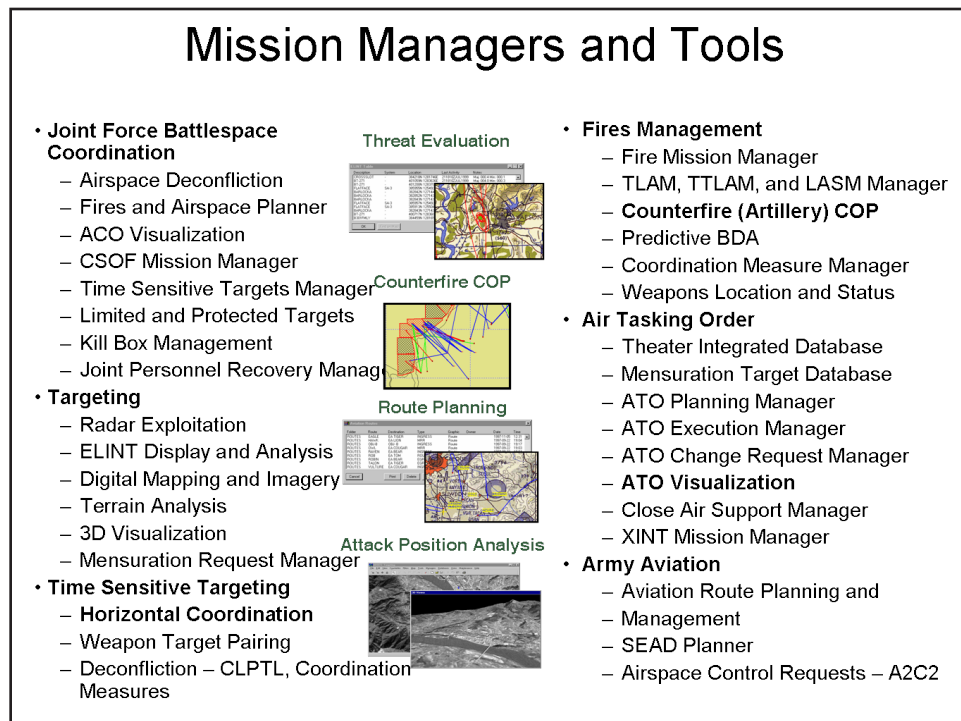 Mission Managers and Tools
• Joint Force Battlespace
Coordination
– Airspace Deconfliction
– Fires and Airspace Planner
– ACO Visualization
– CSOF Mission Manager
– Time Sensitive Targets Manager
– Limited and Protected Targets
– Kill Box Management
– Joint Personnel Recovery Manage
• Targeting
– Radar Exploitation
– ELINT Display and Analysis
– Digital Mapping and Imagery
– Terrain Analysis
– 3D Visualization
– Mensuration Request Manager
• Time Sensitive Targeting
– Horizontal Coordination
– Weapon Target Pairing
– Deconfliction – CLPTL, Coordination
Measures
Threat Evaluation
Counterfire COP
Route Planning
Attack Position Analysis
• Fires Management
– Fire Mission Manager
– TLAM, TTLAM, and LASM Manager
– Counterfire (Artillery) COP
– Predictive BDA
– Coordination Measure Manager
– Weapons Location and Status
• Air Tasking Order
– Theater Integrated Database
– Mensuration Target Database
– ATO Planning Manager
– ATO Execution Manager
– ATO Change Request Manager
– ATO Visualization
– Close Air Support Manager
– XINT Mission Manager
• Army Aviation
– Aviation Route Planning and
– Management
– SEAD Planner
– Airspace Control Requests – A2C2